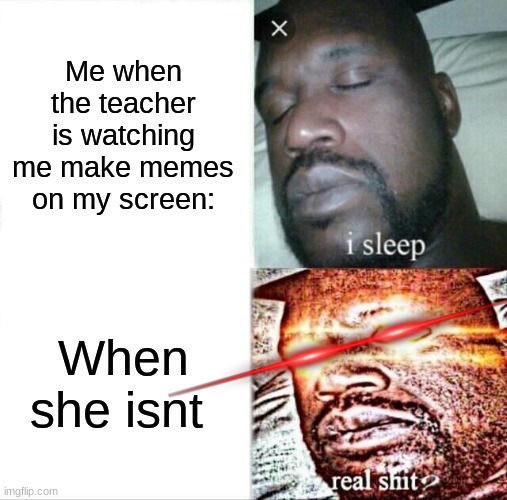 Me when
the teacher
is watching
me make memes
on my screen:
i sleep
When
she isnt
real shit?
imgflip.com